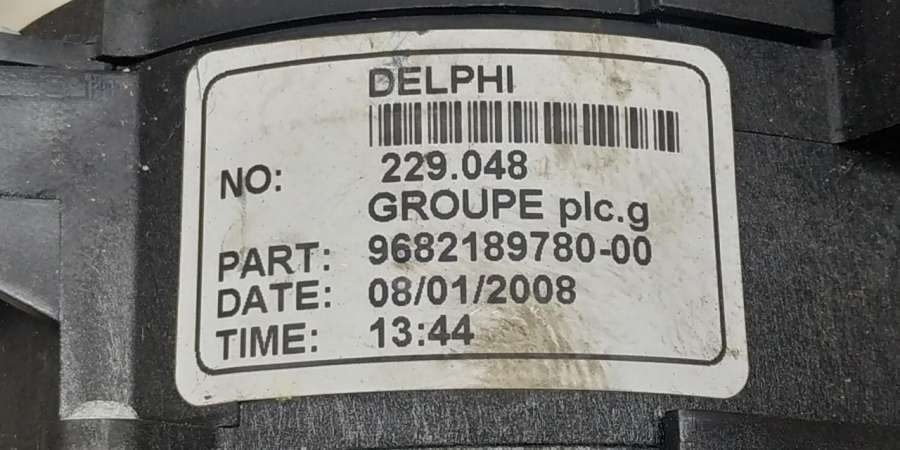 DELPHI
NO: 229.048
GROUPE plc.g
PART: 9682189780-00
DATE: 08/01/2008
TIME: 13:44